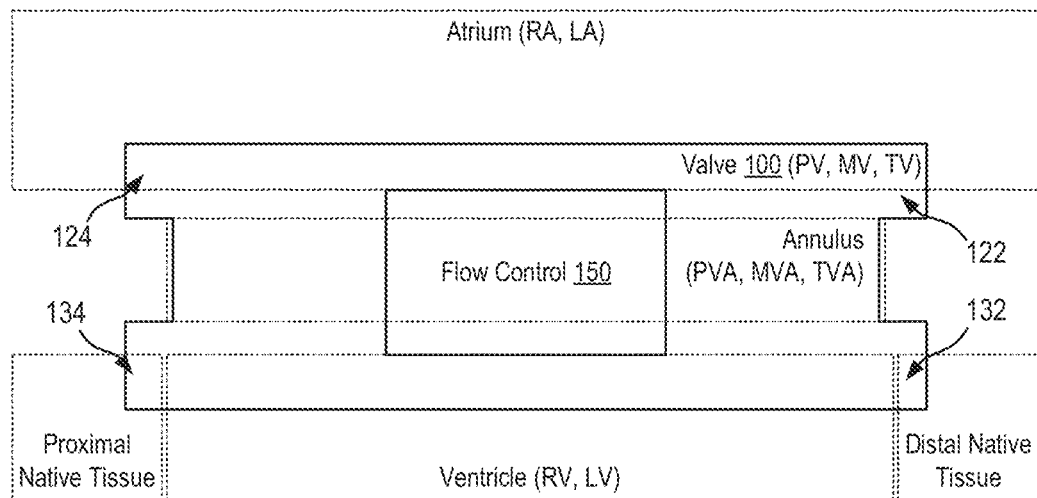 Atrium (RA, LA)
Valve 100 (PV, MV, TV)
124
122
Annulus
(PVA, MVA, TVA)
Flow Control 150
134
132
Proximal
Native Tissue
Ventricle (RV, LV)
Distal Native
Tissue